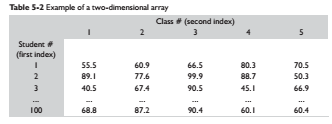 Table 5-2 Example of a two-dimensional array
Class # (second index)
1 2 3 4 5
Student #
(first index)
1 55.5 60.9 66.5 80.3 70.5
2 89.1 77.6 99.9 88.7 50.3
3 40.5 67.4 90.5 45.1 66.9
... ... ... ... ... ...
100 68.8 87.2 90.4 60.1 60.4